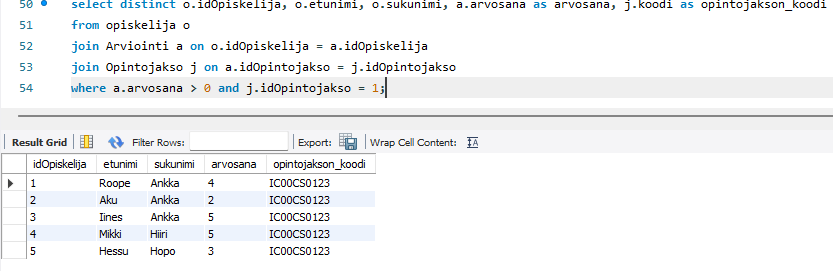 50 select distinct o.idOpiskelija, o.etunimi, o.sukunimi, a.arvosana as arvosana, j.koodi as opintojakson_koodi
51 from opiskelija o
52 join Arviointi a on o.idOpiskelija = a.idOpiskelija
53 join Opintojakso j on a.idOpintojakso = j.idOpintojakso
54 where a.arvosana > 0 and j.idOpintojakso = 1;
Result Grid Filter Rows: Export: Wrap Cell Content: IA
idOpiskelija etunimi sukunimi arvosana opintojakson_koodi
1 Roope Ankka 4 IC00CS0123
2 Aku Ankka 2 IC00CS0123
3 Iines Ankka 5 IC00CS0123
4 Mikki Hiiri 5 IC00CS0123
5 Hessu Hopo 3 IC00CS0123